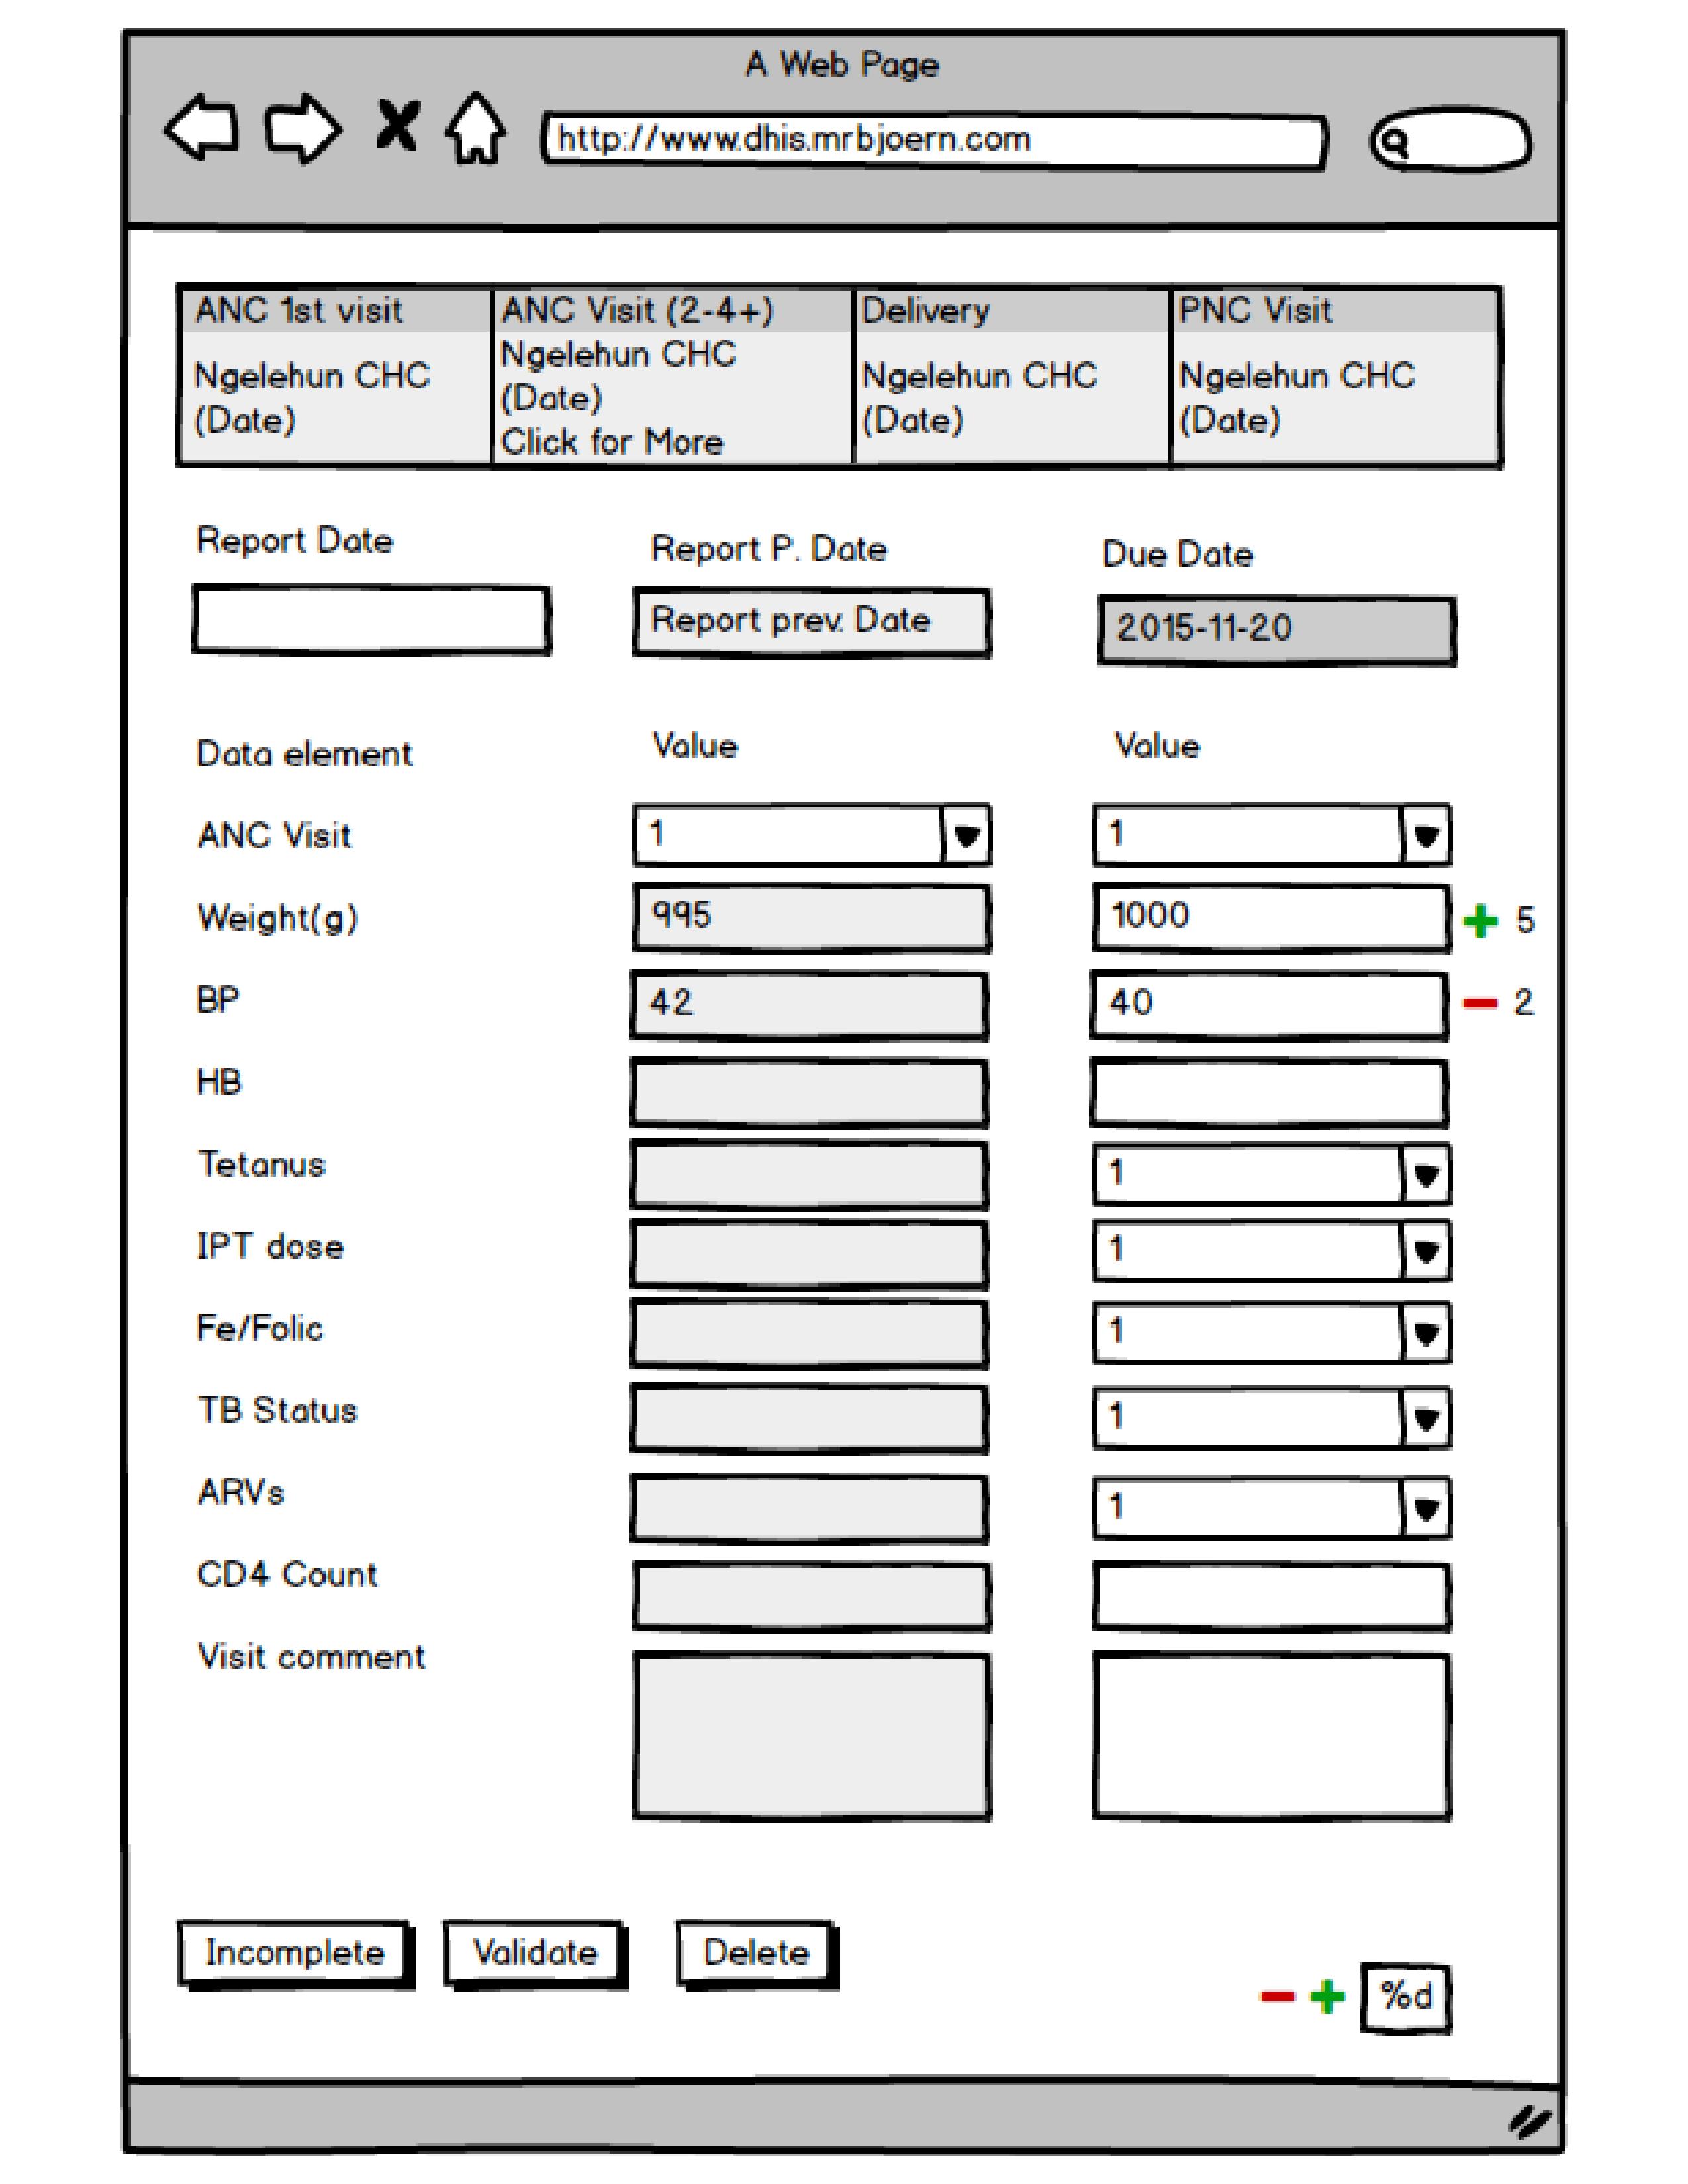 A Web Page
http://www.dhis.mrbjoern.com
ANC 1st visit
ANC Visit (2-4+)
Delivery
PNC Visit
Ngelehun CHC
(Date)
Ngelehun CHC
(Date)
Click for More
Ngelehun CHC
(Date)
Ngelehun CHC
(Date)
Report Date
Report P. Date
Due Date
Report prev. Date
2015-11-20
Data element
Value
Value
ANC Visit
1
1
Weight(g)
995
1000
+ 5
BP
42
40
- 2
HB
Tetanus
1
IPT dose
1
Fe/Folic
1
TB Status
1
ARVs
1
CD4 Count
Visit comment
Incomplete
Validate
Delete
- + %d